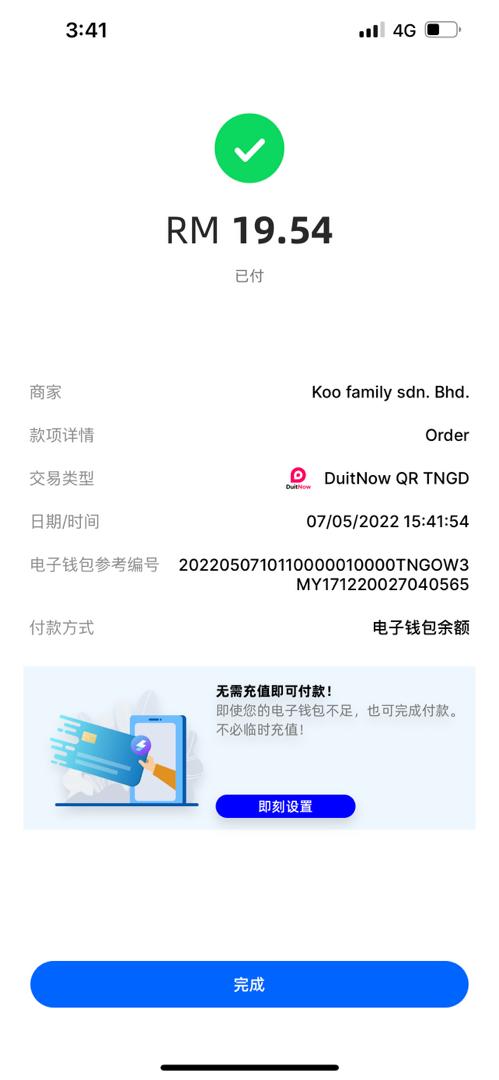 3:41
4G
RM 19.54
已付
商家
Koo family sdn. Bhd.
款项详情
Order
交易类型
DuitNow
DuitNow QR TNGD
日期/时间
07/05/2022 15:41:54
电子钱包参考编号
2022050710110000010000TNGOW3
MY171220027040565
付款方式
电子钱包余额
无需充值即可付款！
即使您的电子钱包不足，也可完成付款。
不必临时充值！
即刻设置
完成